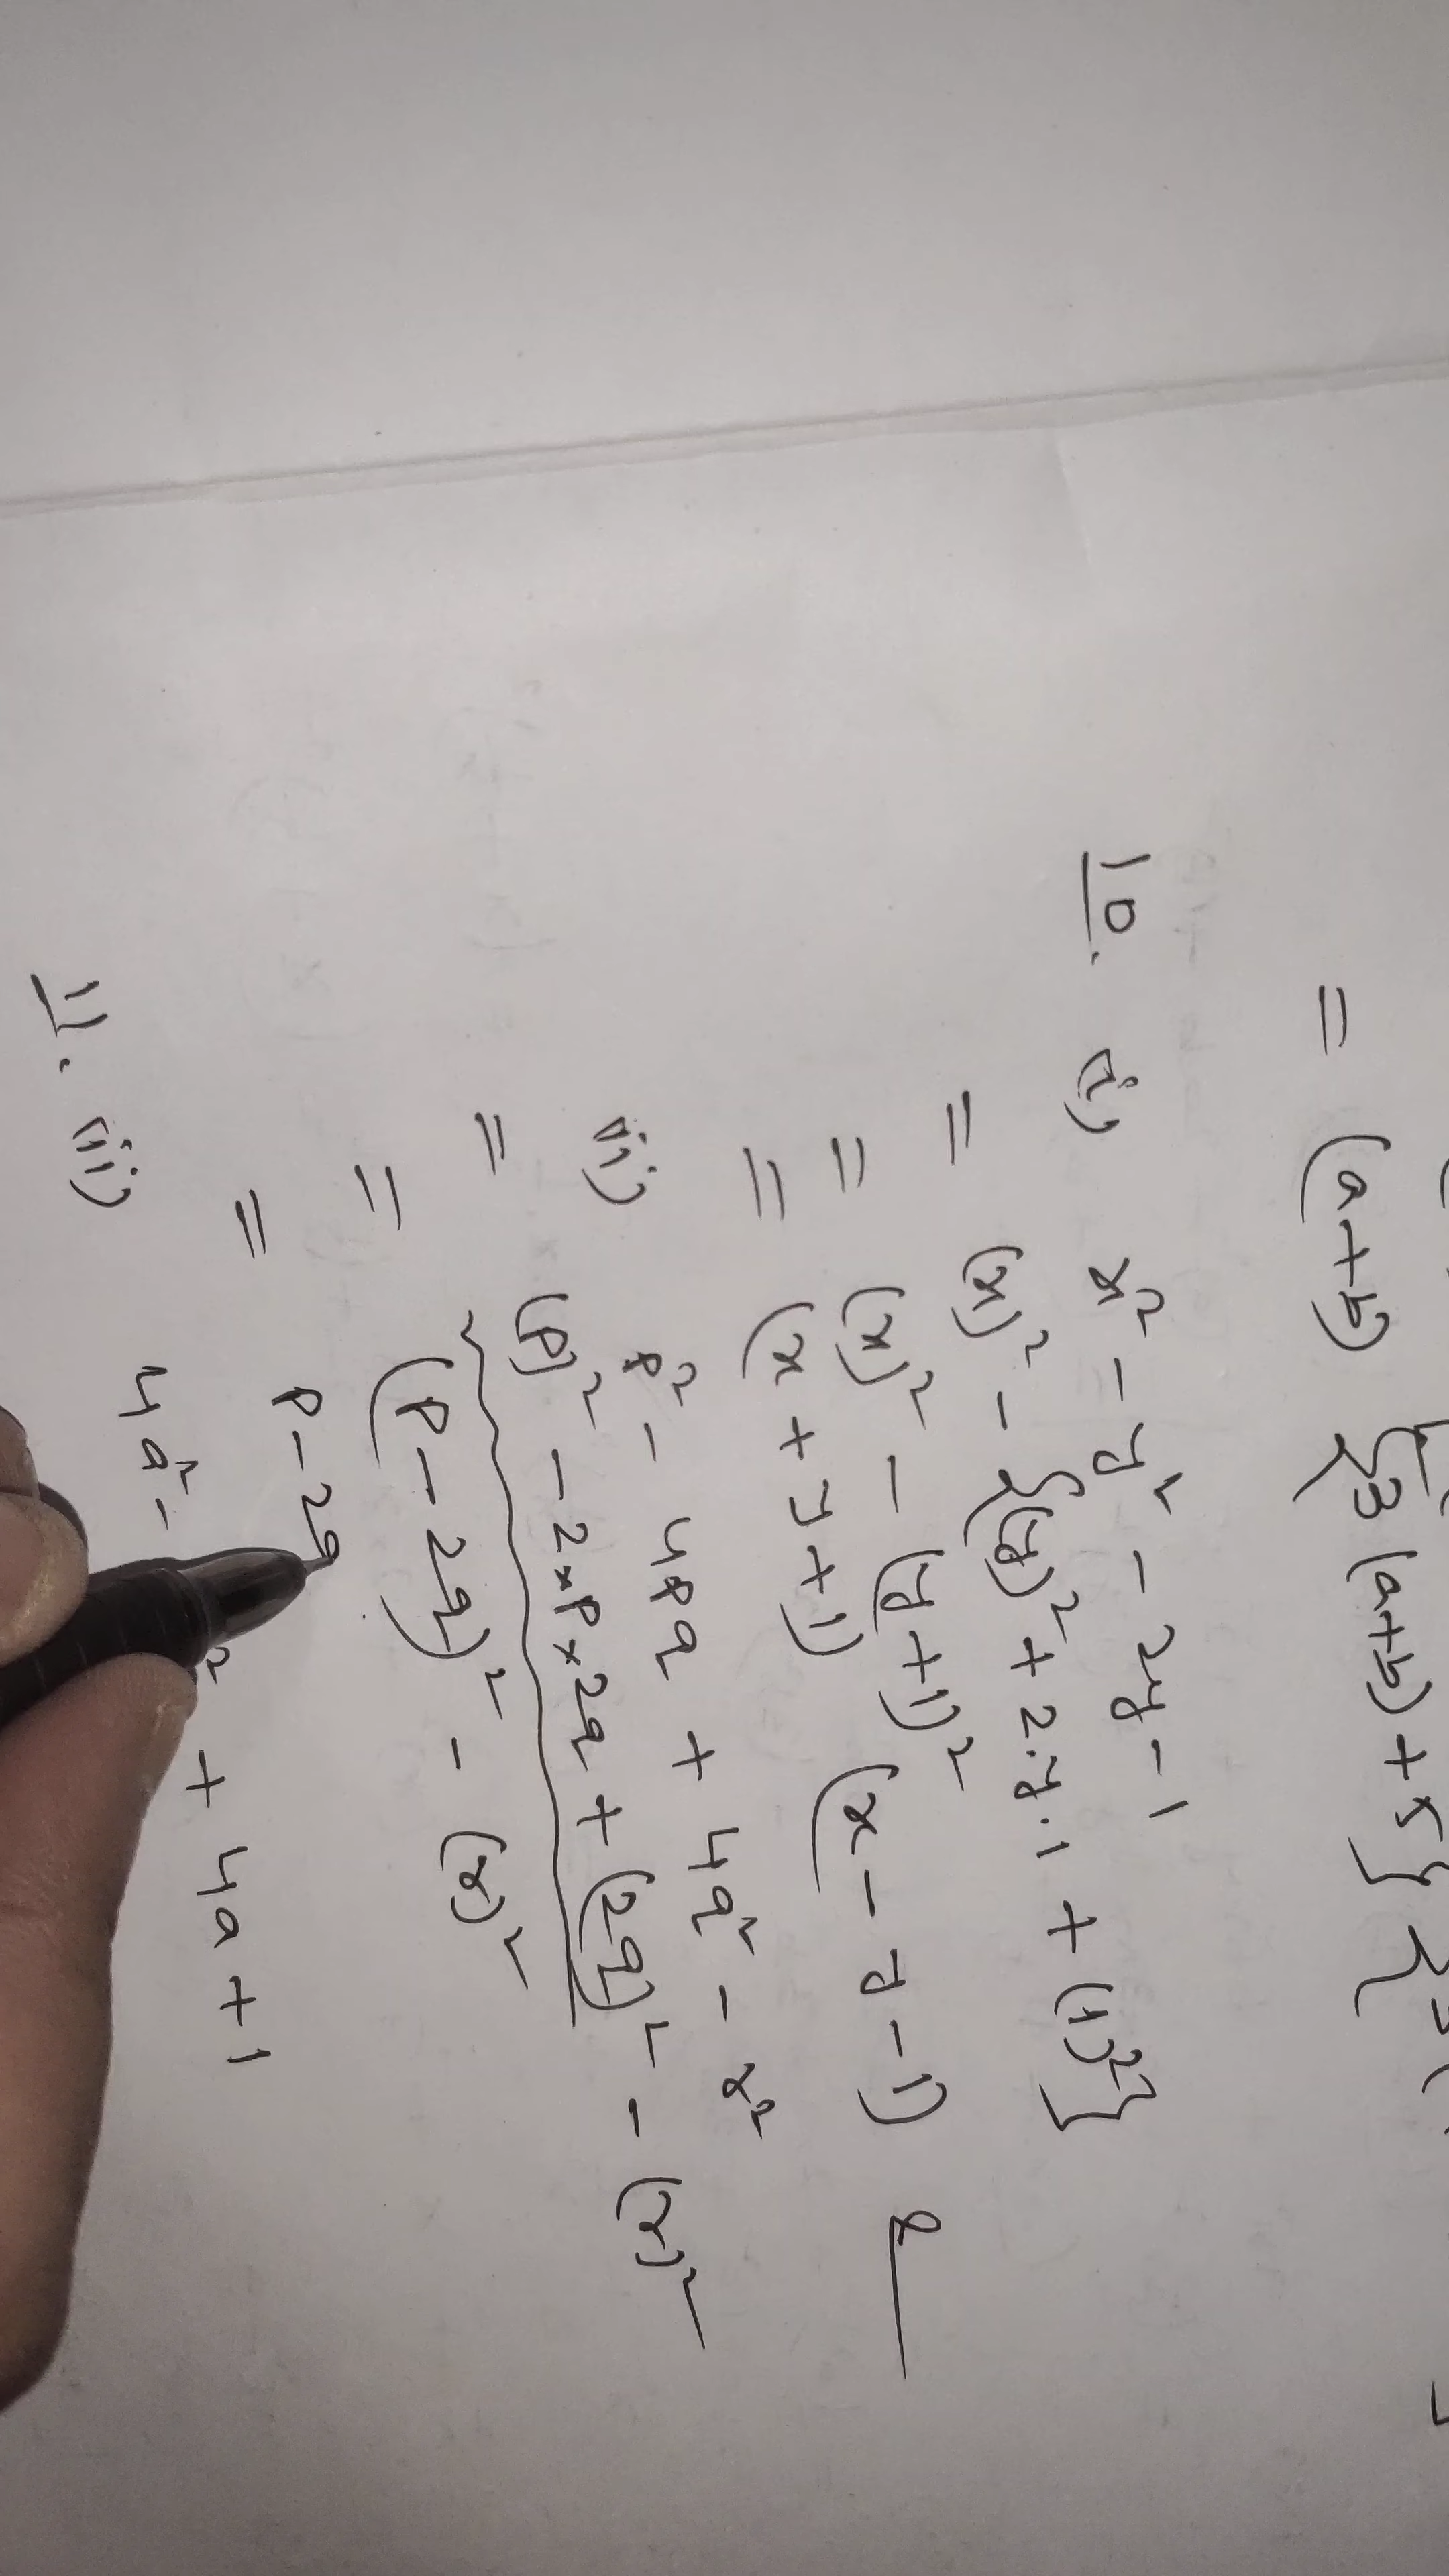 = (a+b) {3 (a+b) + 5}
10. i) x² - y² - 2y - 1
= (x)² - {(y)² + 2.y.1 + (1)²}
= (x)² - (y+1)²
= (x + y + 1) (x - y - 1)
ii) p² - 4pq + 4q² - r²
= (p)² - 2×p×2q + (2q)² - (r)²
= (p - 2q)² - (r)²
= p - 2q
11. ii) 4a² - ² + 4a + 1